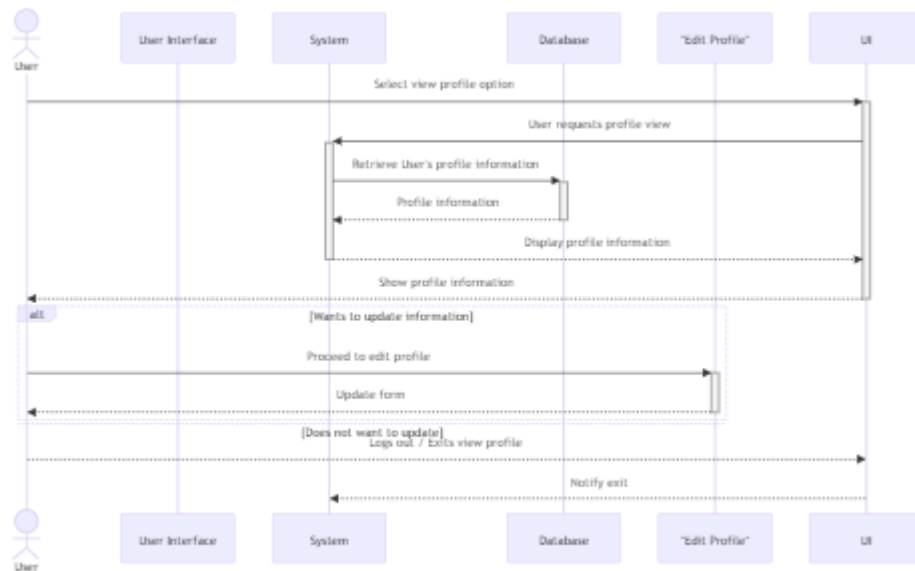 User Interface
System
Database
"Edit Profile"
UI
User
Select view profile option
User requests profile view
Retrieve User's profile information
Profile information
Display profile information
Show profile information
alt
[Wants to update information]
Proceed to edit profile
Update form
[Does not want to update]
Logs out / Exits view profile
Notify exit
User Interface
System
Database
"Edit Profile"
UI
User